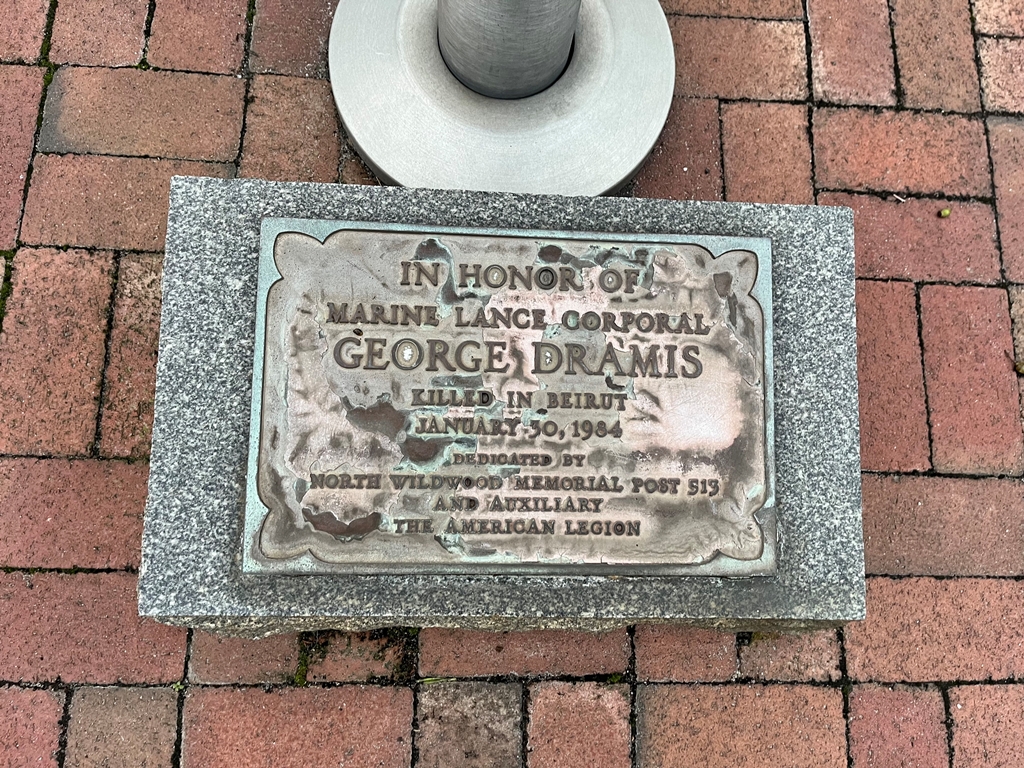 IN HONOR OF
MARINE LANCE CORPORAL
GEORGE DRAMIS
KILLED IN BEIRUT
JANUARY 30, 1984
DEDICATED BY
NORTH WILDWOOD MEMORIAL POST 513
AND AUXILIARY
THE AMERICAN LEGION